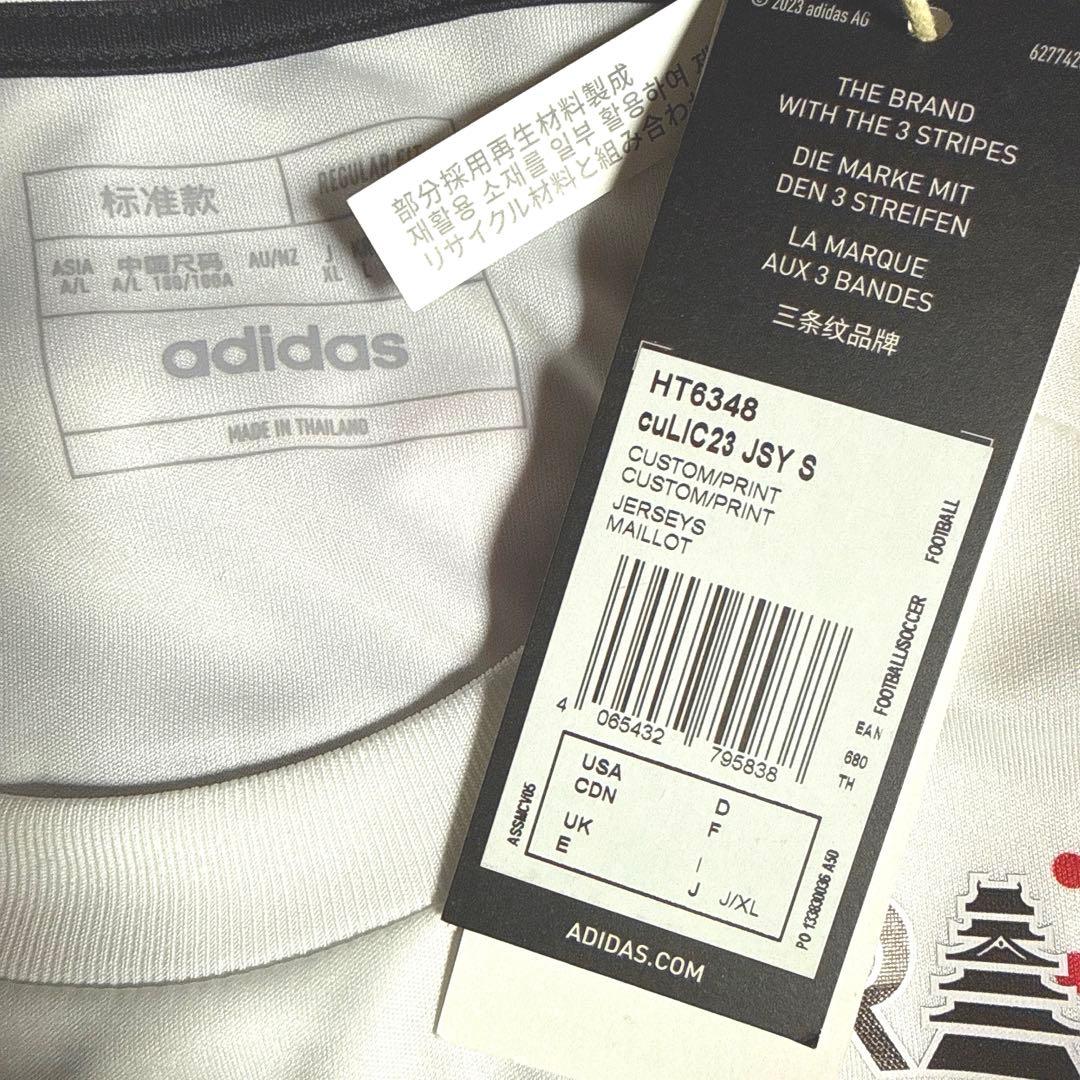 标准款
REGULAR FIT
ASIA
A/L
中国尺码
A/L 180/100A
AU/NZ
J
XL
L
adidas
MADE IN THAILAND
部分採用再生材料製成
재활용 소재를 일부 활용하여
リサイクル材料と組み合わ
© 2023 adidas AG
627742
THE BRAND
WITH THE 3 STRIPES
DIE MARKE MIT
DEN 3 STREIFEN
LA MARQUE
AUX 3 BANDES
三条纹品牌
HT6348
cuLIC23 JSY S
CUSTOM/PRINT
CUSTOM/PRINT
JERSEYS
MAILLOT
FOOTBALL
FOOTBALL/SOCCER
4 065432 795838
EAN
680
TH
ASSMCV05
USA
CDN
UK
E
D
F
I
J J/XL
PO 133830036 A50
ADIDAS.COM
R